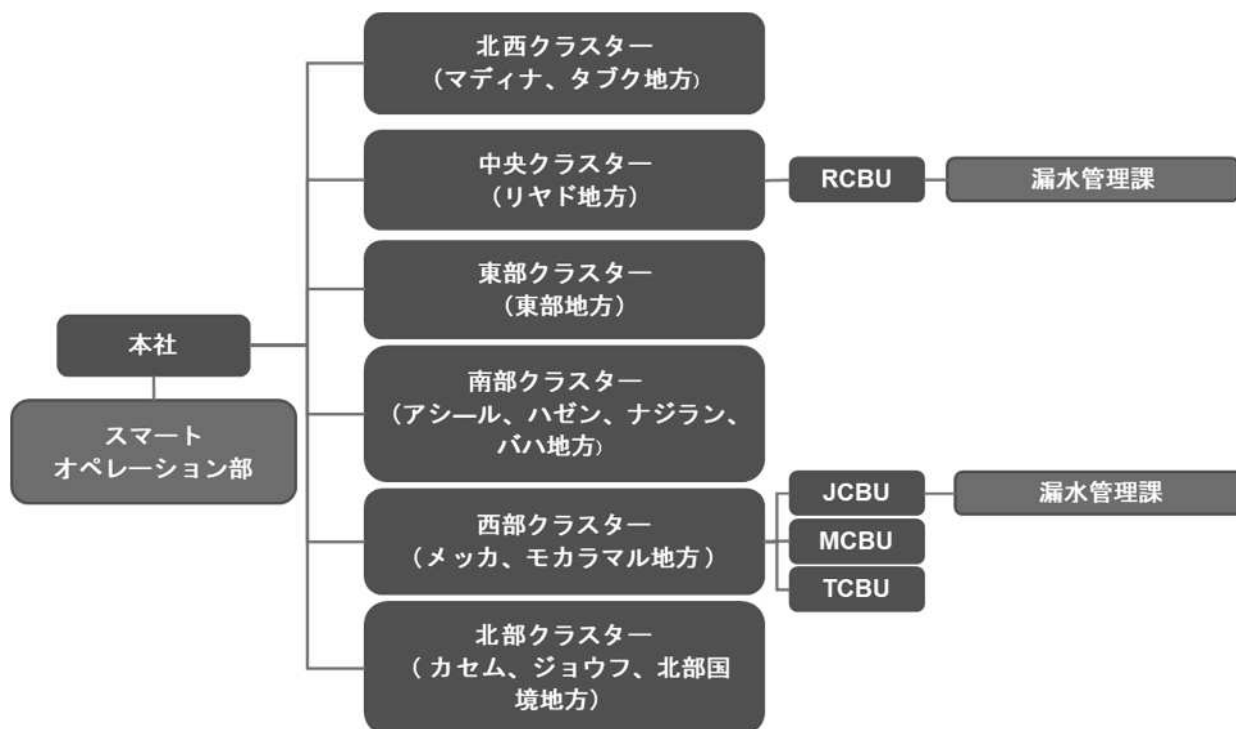 北西クラスター
（マディナ、タブク地方）
中央クラスター
（リヤド地方）
RCBU
漏水管理課
東部クラスター
（東部地方）
本社
スマート
オペレーション部
南部クラスター
（アシール、ハゼン、ナジラン、
バハ地方）
西部クラスター
（メッカ、モカラマル地方）
JCBU
漏水管理課
MCBU
TCBU
北部クラスター
（カセム、ジョウフ、北部国
境地方）